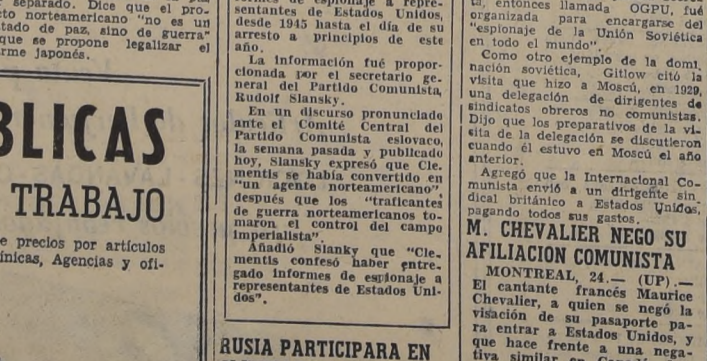 separado. Dice que el pro-
cto norteamericano "no es un
tado de paz, sino de guerra"
que se propone legalizar el
rme japonés.
BLICAS
TRABAJO
e precios por artículos
ínicas, Agencias y ofi-
sentantes de Estados Unidos,
desde 1945 hasta el día de su
arresto a principios de este
año.
La información fué propor-
cionada por el secretario ge-
neral del Partido Comunista,
Rudolf Slansky.
En un discurso pronunciado
ante el Comité Central del
Partido Comunista eslovaco,
la semana pasada y publicado
hoy, Slansky expresó que Cle-
mentis se había convertido en
"un agente norteamericano",
después que los "traficantes
de guerra norteamericanos to-
maron el control del campo
imperialista".
Añadió Slanky que "Cle-
mentis confesó haber entre-
gado informes de espionaje a
representantes de Estados Uni-
dos".
RUSIA PARTICIPARA EN
ta, entonces llamada OGPU, fué
organizada para encargarse del
"espionaje de la Unión Soviética
en todo el mundo".
Como otro ejemplo de la domi.
nación soviética, Gitlow citó la
visita que hizo a Moscú, en 1929,
una delegación de dirigentes de
sindicatos obreros no comunistas.
Dijo que los preparativos de la vi-
sita de la delegación se discutieron
cuando él estuvo en Moscú el año
anterior.
Agregó que la Internacional Co-
munista envió a un dirigente sin
dical británico a Estados Unidos,
pagando todos sus gastos.
M. CHEVALIER NEGO SU
AFILIACION COMUNISTA
MONTREAL, 24.— (UP).—
El cantante francés Maurice
Chevalier, a quien se negó la
visación de su pasaporte pa-
ra entrar a Estados Unidos, y
que hace frente a una nega-
tiva similar en